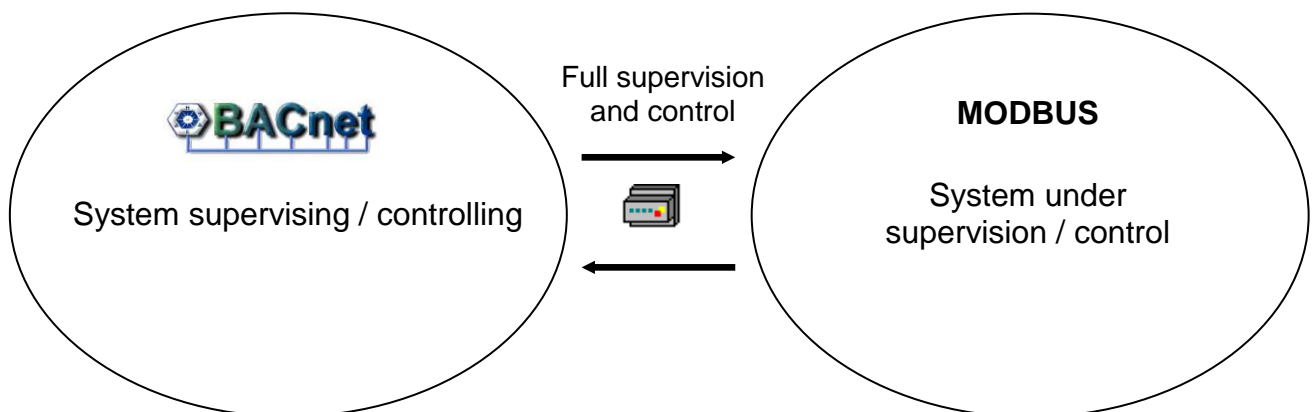 BACnet
System supervising / controlling
Full supervision
and control
MODBUS
System under
supervision / control